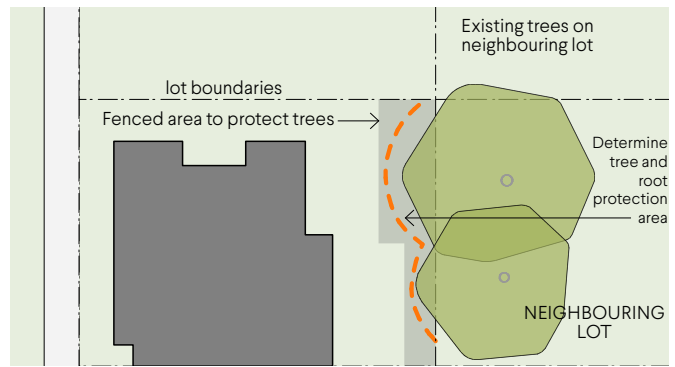 Existing trees on
neighbouring lot
lot boundaries
Fenced area to protect trees
Determine
tree and
root
protection
area
NEIGHBOURING
LOT